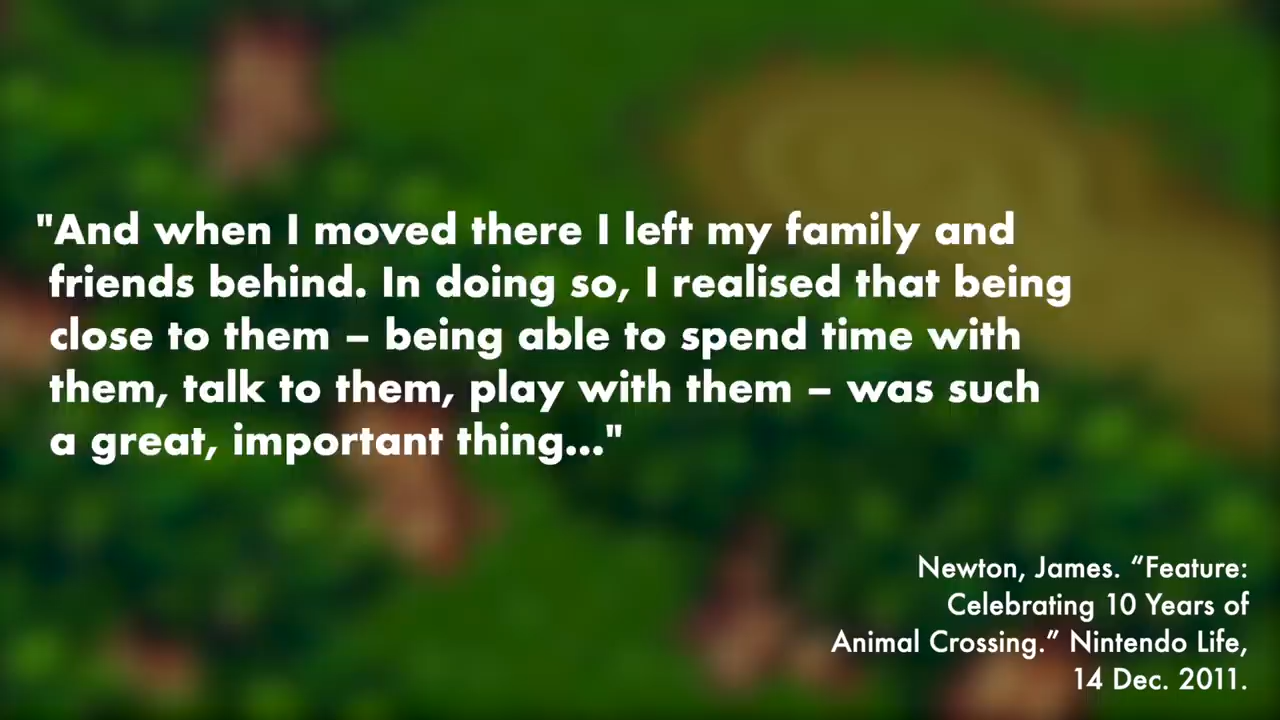 "And when I moved there I left my family and
friends behind. In doing so, I realised that being
close to them – being able to spend time with
them, talk to them, play with them – was such
a great, important thing..."
Newton, James. “Feature:
Celebrating 10 Years of
Animal Crossing.” Nintendo Life,
14 Dec. 2011.